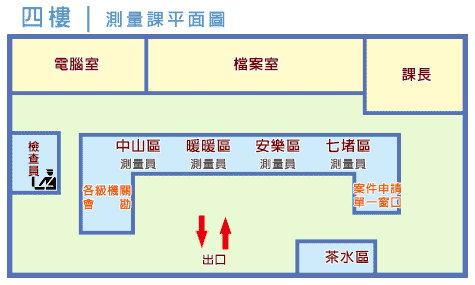 四樓 | 測量課平面圖
電腦室
檔案室
課長
檢查員
中山區 暖暖區 安樂區 七堵區
測量員 測量員 測量員 測量員
各級機關
會勘
案件申請
單一窗口
出口
茶水區